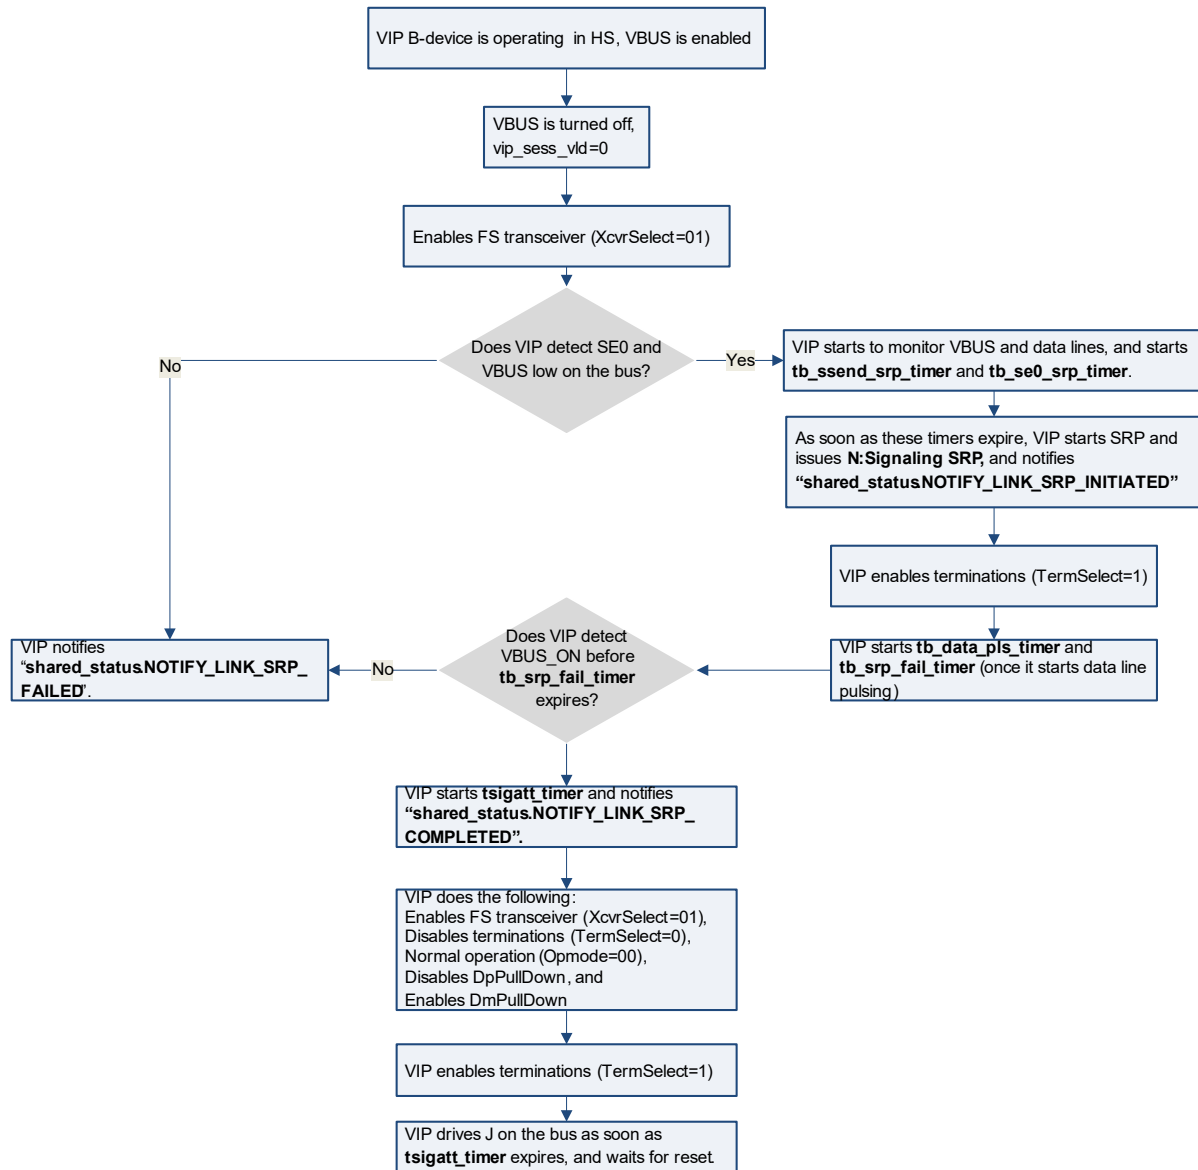 VIP B-device is operating in HS, VBUS is enabled
VBUS is turned off,
vip_sess_vld=0
Enables FS transceiver (XcvrSelect=01)
Does VIP detect SE0 and
VBUS low on the bus?
No
Yes
VIP starts to monitor VBUS and data lines, and starts
tb_ssend_srp_timer and tb_se0_srp_timer.
As soon as these timers expire, VIP starts SRP and
issues N:Signaling SRP, and notifies
“shared_status.NOTIFY_LINK_SRP_INITIATED”
VIP enables terminations (TermSelect=1)
VIP starts tb_data_pls_timer and
tb_srp_fail_timer (once it starts data line
pulsing)
Does VIP detect
VBUS_ON before
tb_srp_fail_timer
expires?
No
VIP notifies
“shared_status.NOTIFY_LINK_SRP_
FAILED”.
VIP starts tsigatt_timer and notifies
“shared_status.NOTIFY_LINK_SRP_
COMPLETED”.
VIP does the following:
Enables FS transceiver (XcvrSelect=01),
Disables terminations (TermSelect=0),
Normal operation (Opmode=00),
Disables DpPullDown, and
Enables DmPullDown
VIP enables terminations (TermSelect=1)
VIP drives J on the bus as soon as
tsigatt_timer expires, and waits for reset.